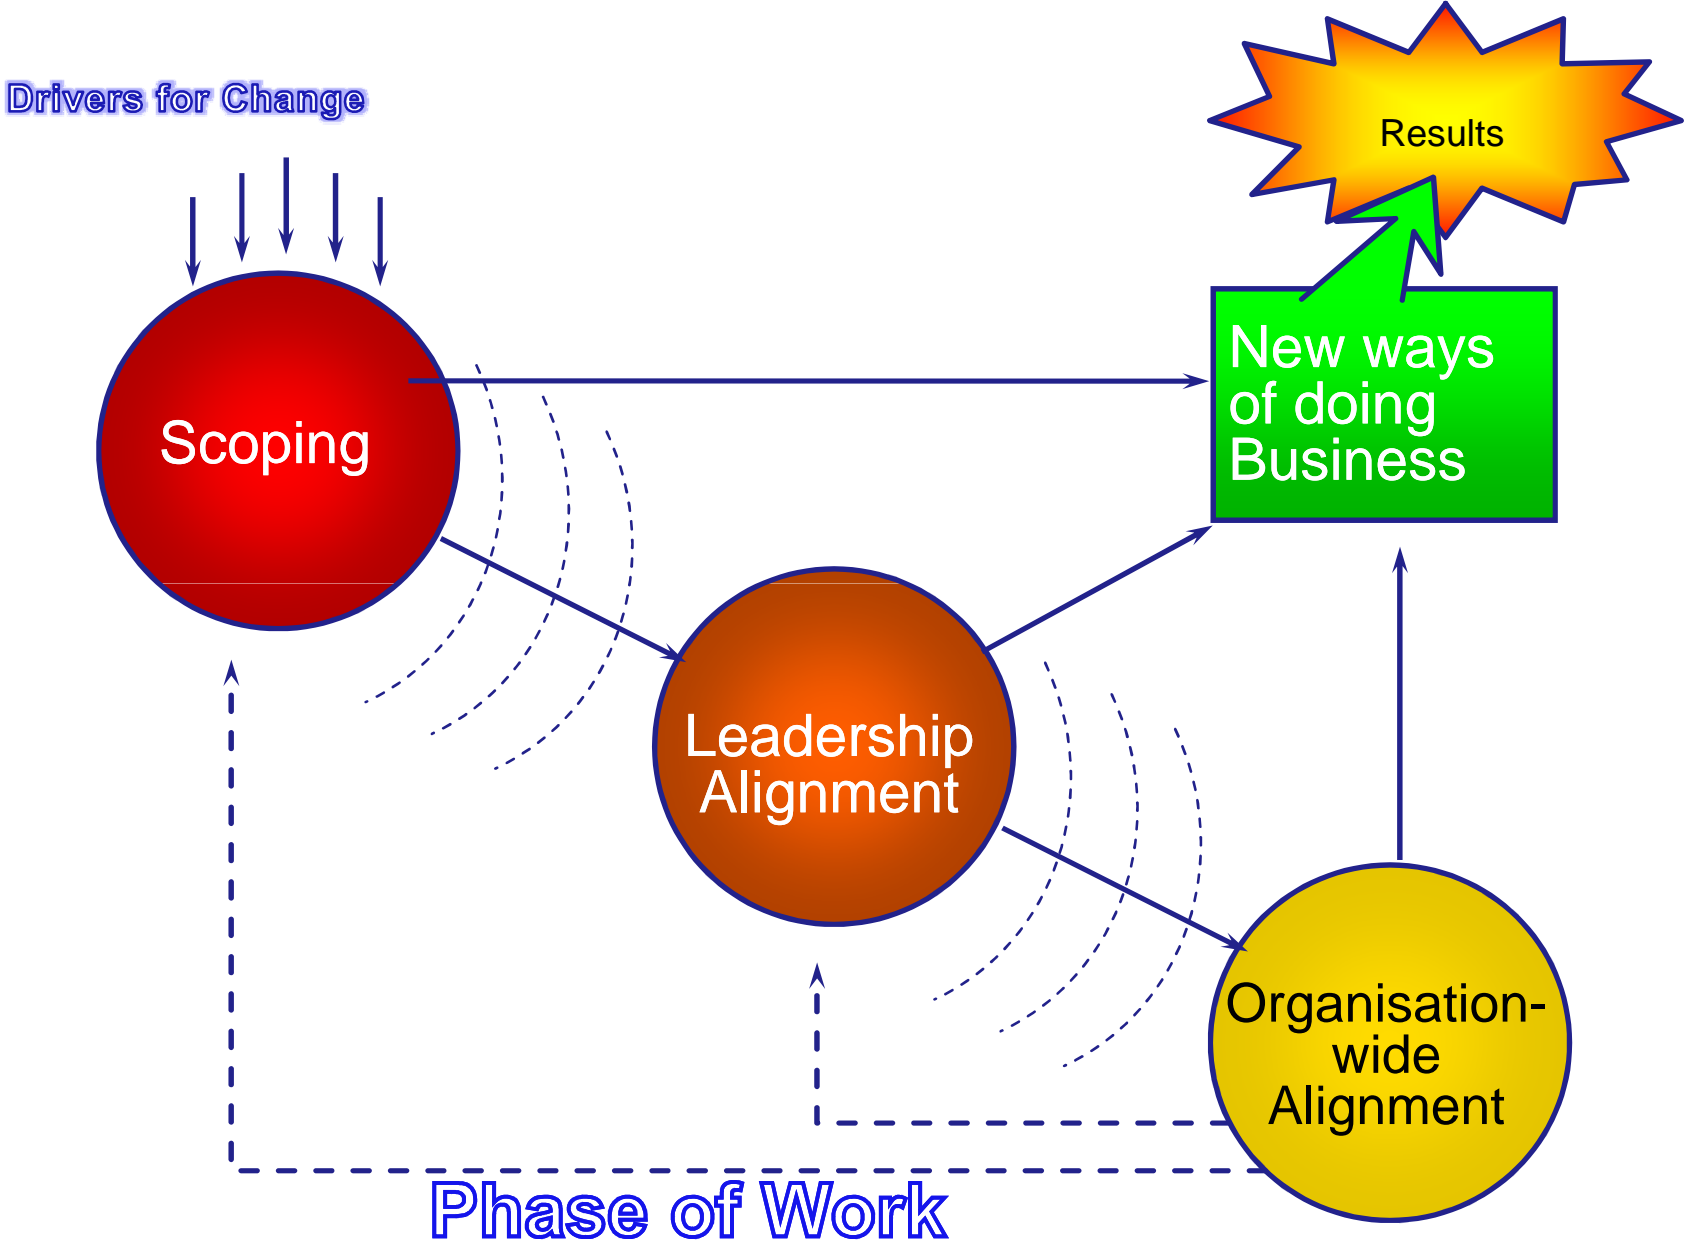 Drivers for Change
Results
New ways
of doing
Business
Scoping
Leadership
Alignment
Organisation-
wide
Alignment
Phase of Work